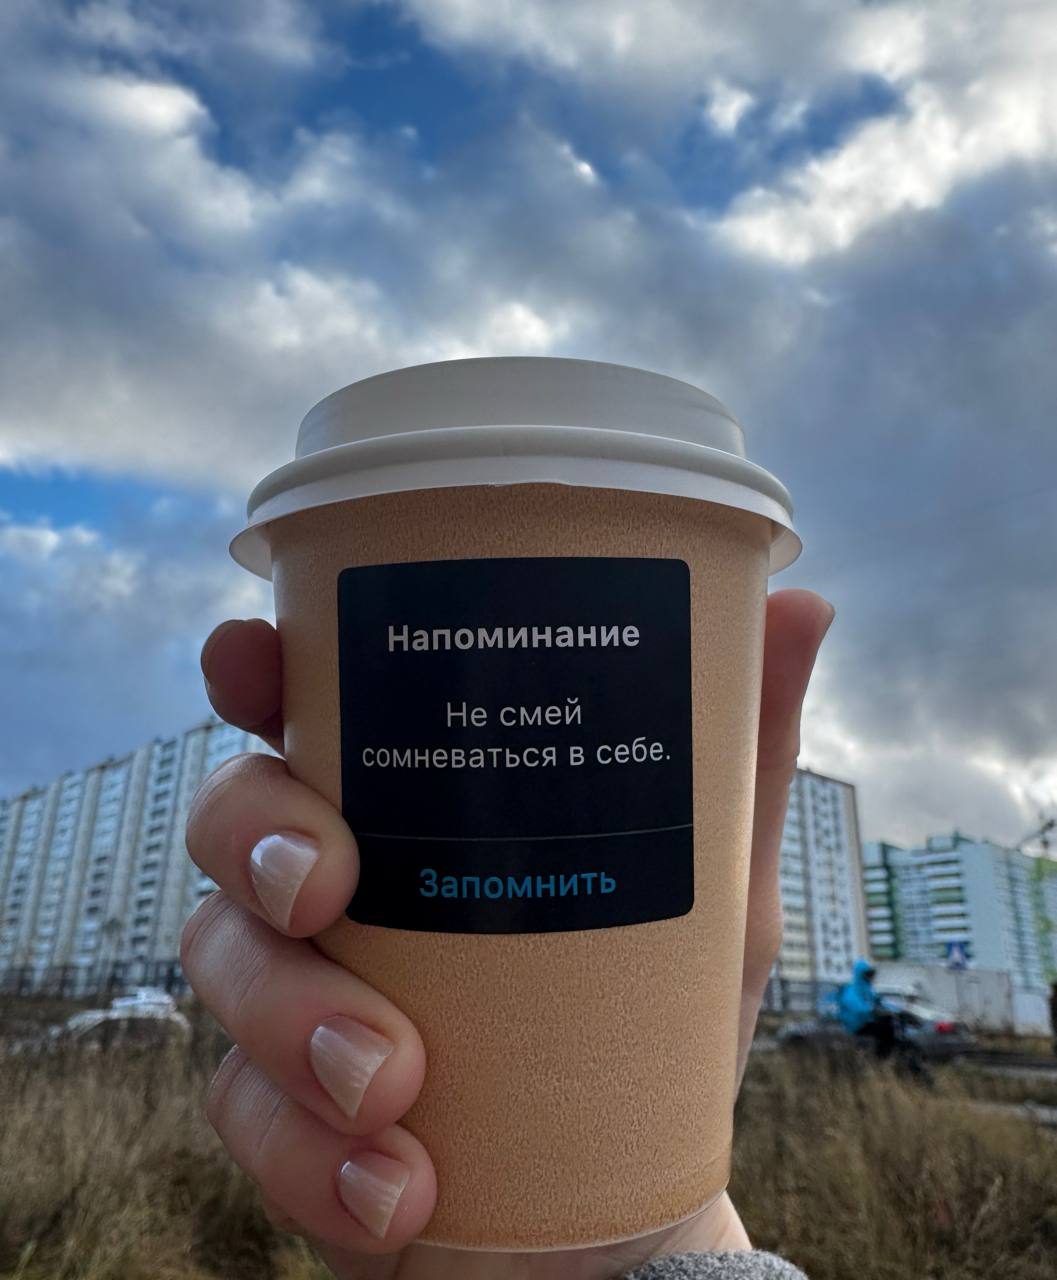 Напоминание
Не смей
сомневаться в себе.
Запомнить